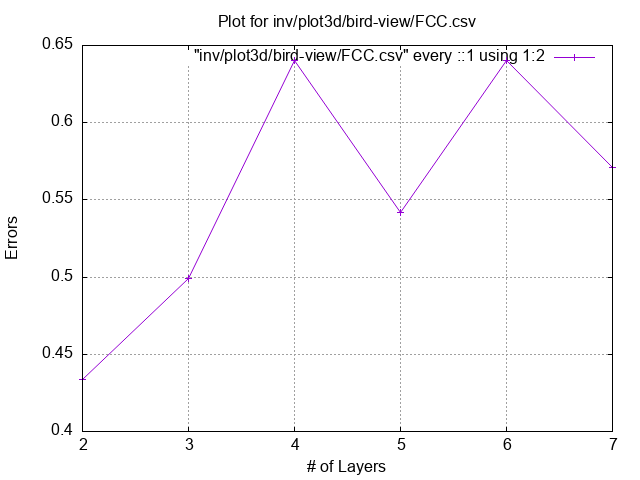 Plot for inv/plot3d/bird-view/FCC.csv
"inv/plot3d/bird-view/FCC.csv" every ::1 using 1:2
0.65
0.6
0.55
0.5
0.45
0.4
Errors
2 3 4 5 6 7
# of Layers